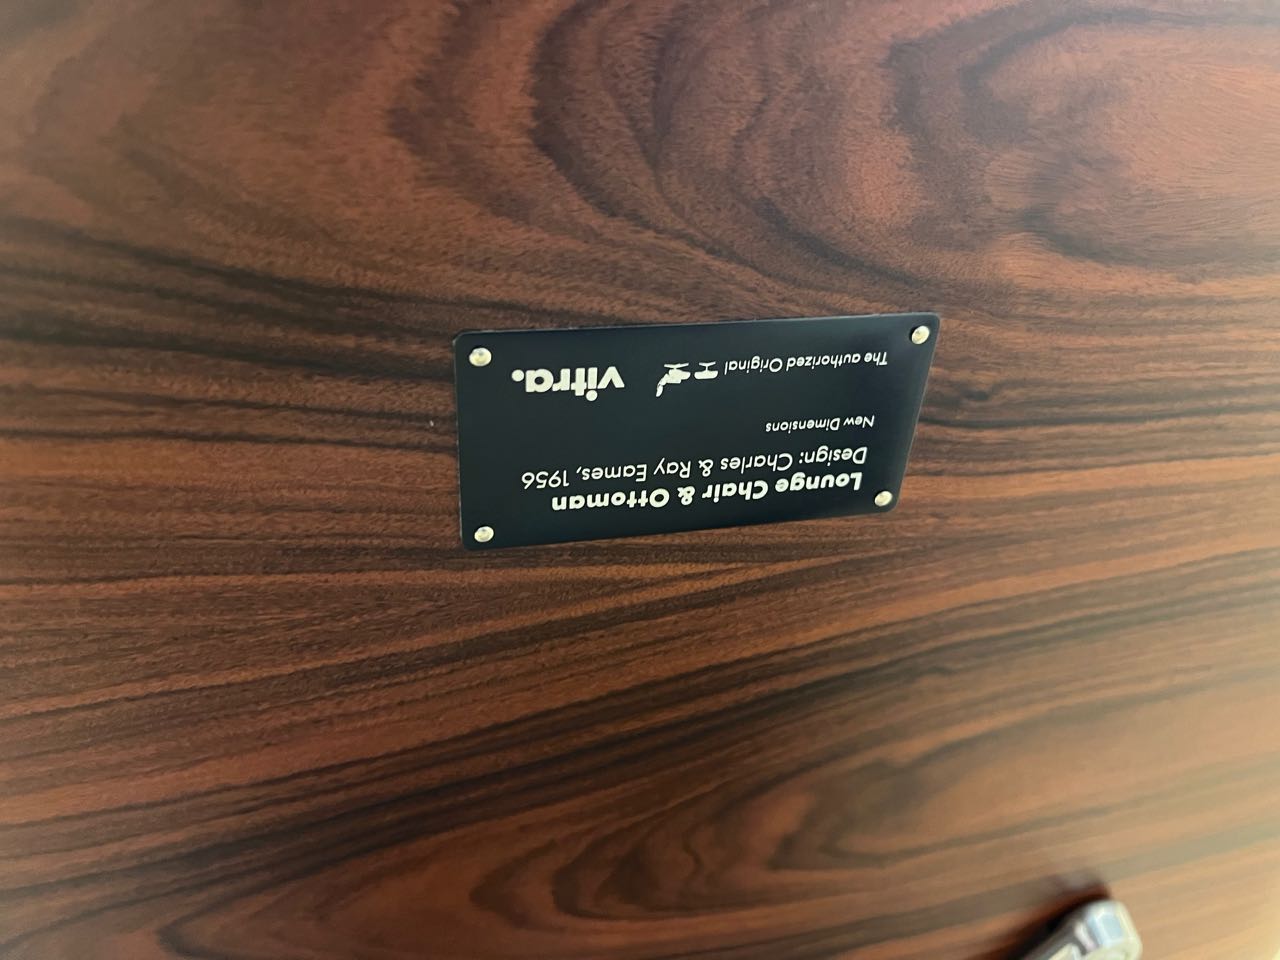 Lounge Chair & Ottoman
Design: Charles & Ray Eames, 1956
New Dimensions
The authorized Original vitra.